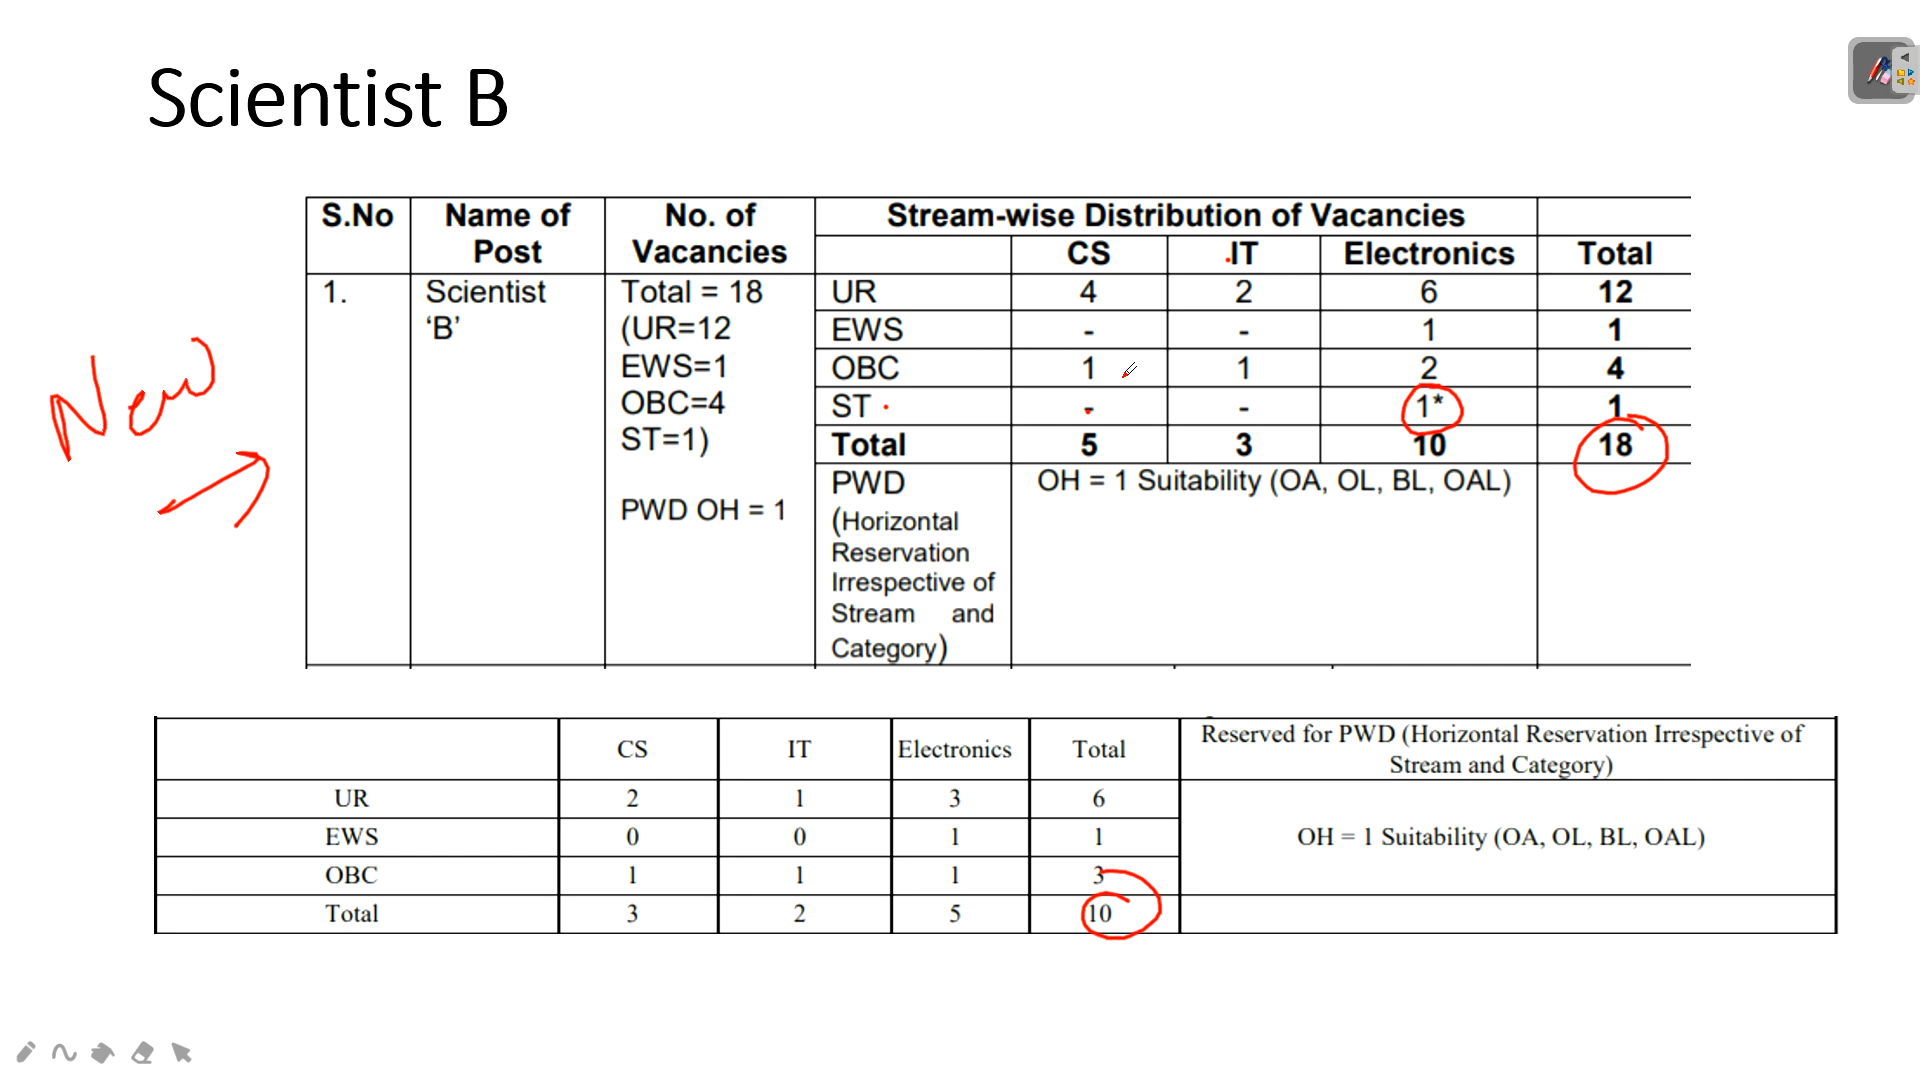 Scientist B
S.No Name of Post No. of Vacancies Stream-wise Distribution of Vacancies
CS IT Electronics Total
1. Scientist ‘B’
Total = 18
(UR=12
EWS=1
OBC=4
ST=1)
PWD OH = 1
UR 4 2 6 12
EWS - - 1 1
OBC 1 1 2 4
ST - - 1* 1
Total 5 3 10 18
PWD
(Horizontal
Reservation
Irrespective of
Stream and
Category)
OH = 1 Suitability (OA, OL, BL, OAL)
New
CS IT Electronics Total Reserved for PWD (Horizontal Reservation Irrespective of
Stream and Category)
UR 2 1 3 6
EWS 0 0 1 1 OH = 1 Suitability (OA, OL, BL, OAL)
OBC 1 1 1 3
Total 3 2 5 10